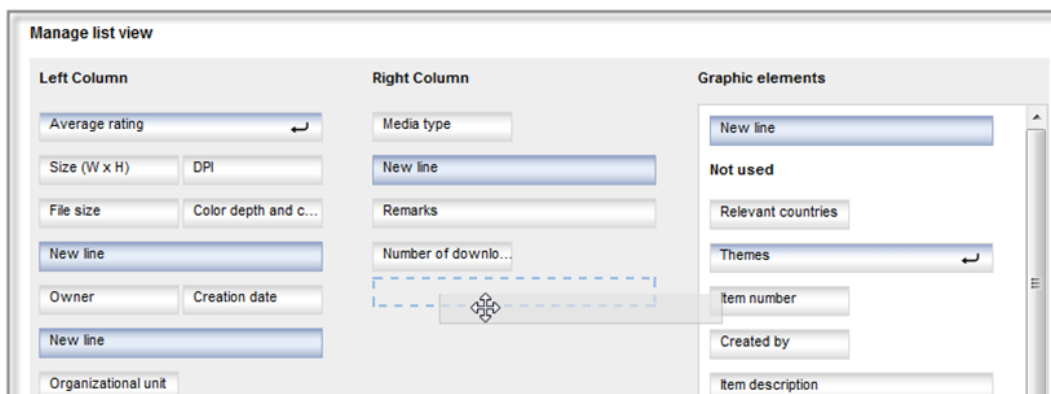 Manage list view
Left Column
Average rating
Size (W x H) DPI
File size Color depth and c...
New line
Owner Creation date
New line
Organizational unit
Right Column
Media type
New line
Remarks
Number of downlo...
Graphic elements
New line
Not used
Relevant countries
Themes
Item number
Created by
Item description